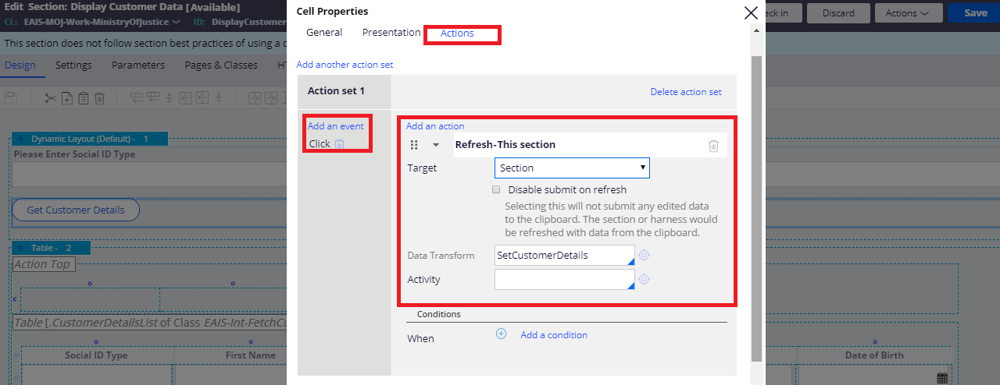 Edit Section: Display Customer Data [Available]
CL: EAIS-MOJ-Work-MinistryOfJustice ID: DisplayCustomer
eck in
Discard
Actions
Save
This section does not follow section best practices of using a d
Design Settings Parameters Pages & Classes HT
Dynamic Layout (Default) - 1
Please Enter Social ID Type
Get Customer Details
Table - 2
Action Top
Table [.CustomerDetailsList of Class EAIS-Int-FetchCu
Social ID Type First Name Date of Birth
Cell Properties
General Presentation Actions
Add another action set
Action set 1 Delete action set
Add an event
Click
Add an action
Refresh-This section
Target Section
Disable submit on refresh
Selecting this will not submit any edited data
to the clipboard. The section or harness would
be refreshed with data from the clipboard.
Data Transform SetCustomerDetails
Activity
Conditions
When Add a condition